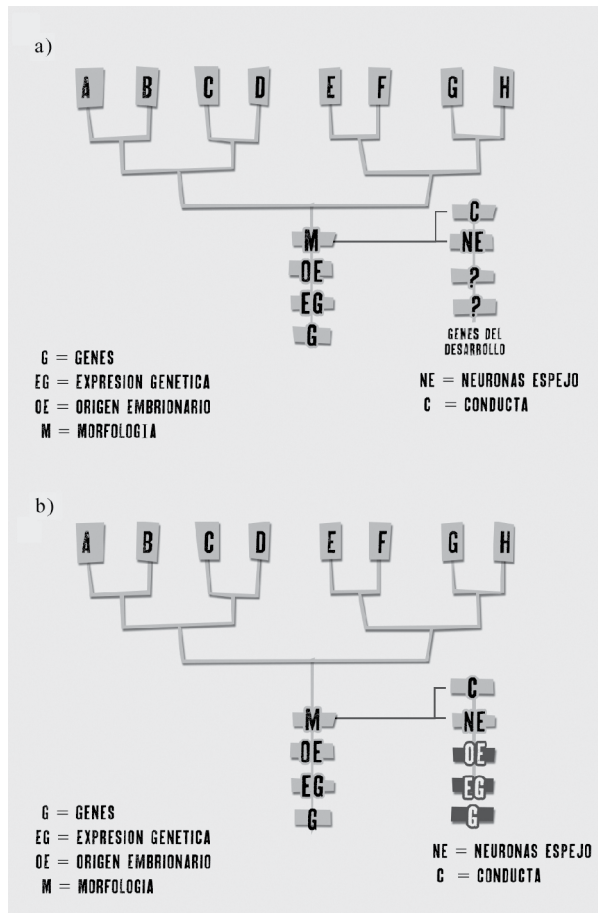 a)
A B C D E F G H
C
M NE
OE ?
EG ?
G GENES DEL
DESARROLLO
G = GENES
EG = EXPRESION GENETICA
OE = ORIGEN EMBRIONARIO
M = MORFOLOGIA
NE = NEURONAS ESPEJO
C = CONDUCTA
b)
A B C D E F G H
C
M NE
OE OE
EG EG
G G
G = GENES
EG = EXPRESION GENETICA
OE = ORIGEN EMBRIONARIO
M = MORFOLOGIA
NE = NEURONAS ESPEJO
C = CONDUCTA